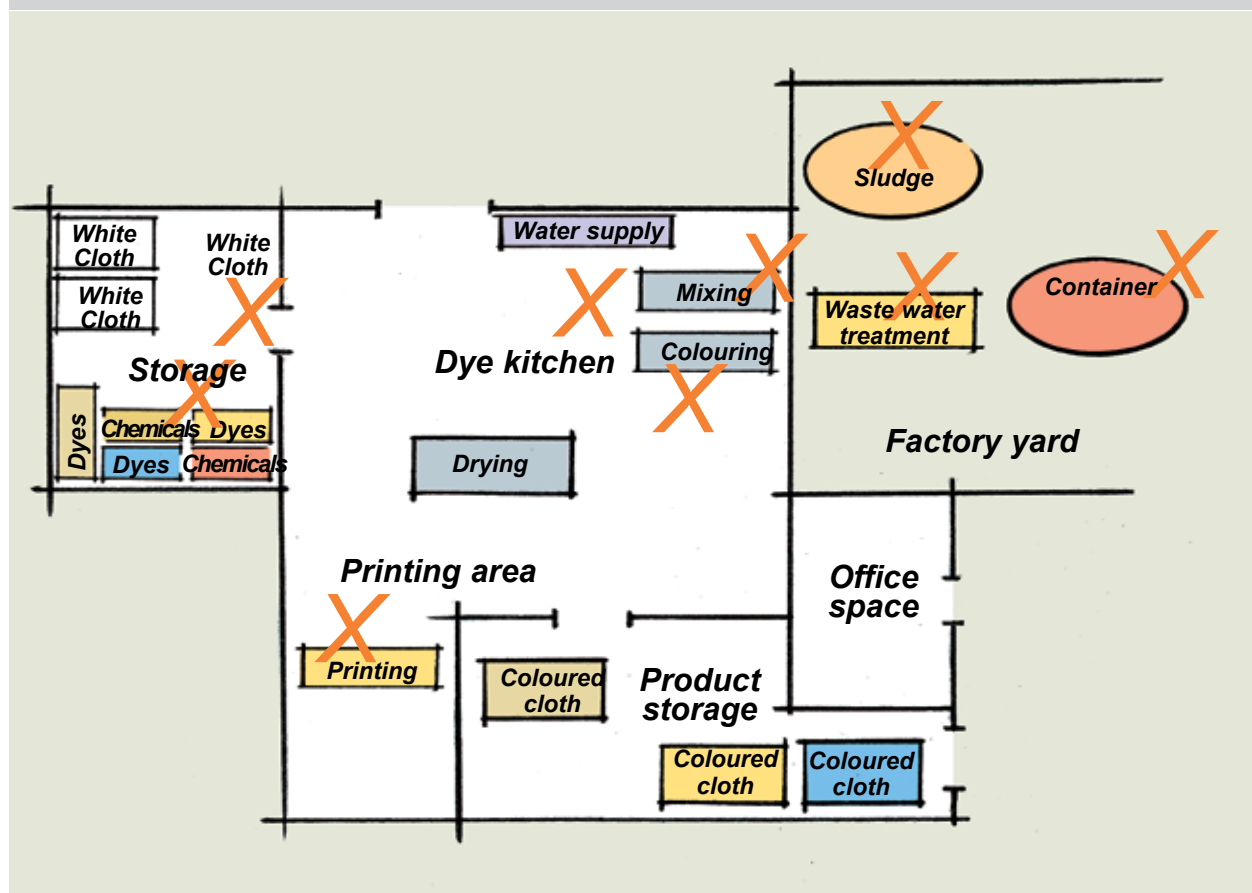 White
Cloth
White
Cloth
White
Cloth
Storage
Dyes
Chemicals
Dyes
Dyes
Chemicals
Water supply
Mixing
Colouring
Dye kitchen
Drying
Sludge
Waste water
treatment
Container
Factory yard
Printing area
Printing
Office
space
Coloured
cloth
Product
storage
Coloured
cloth
Coloured
cloth